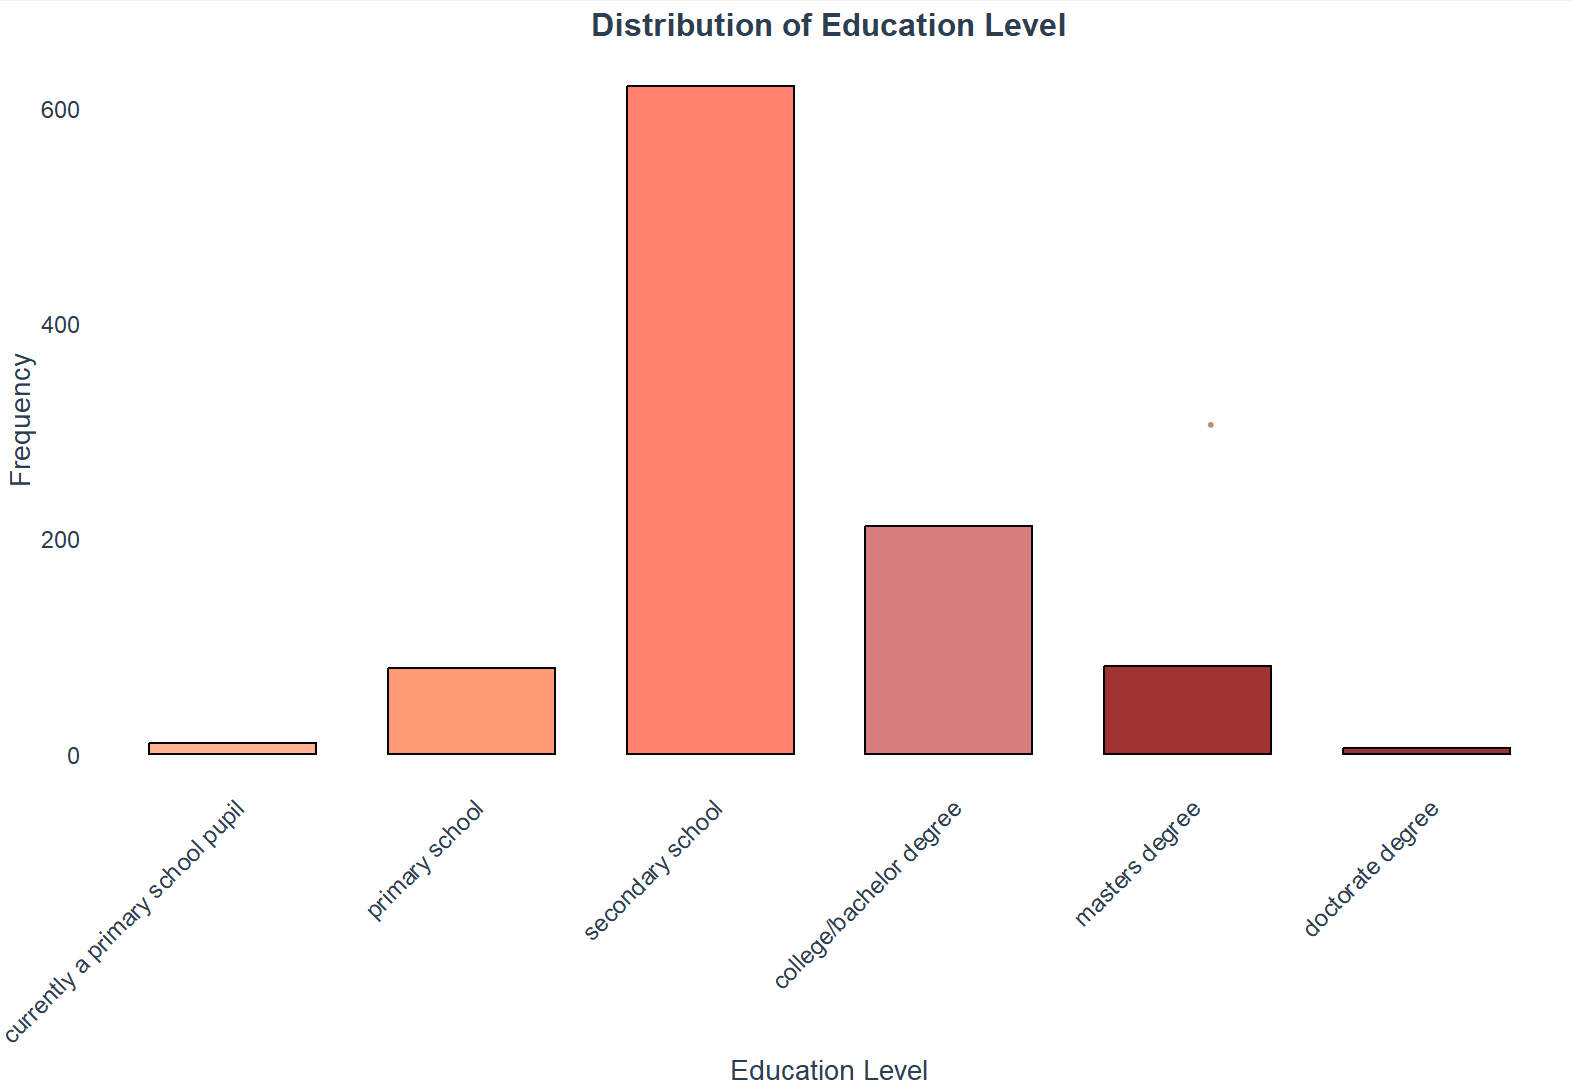 Distribution of Education Level
600
400
200
0
Frequency
currently a primary school pupil
primary school
secondary school
college/bachelor degree
masters degree
doctorate degree
Education Level